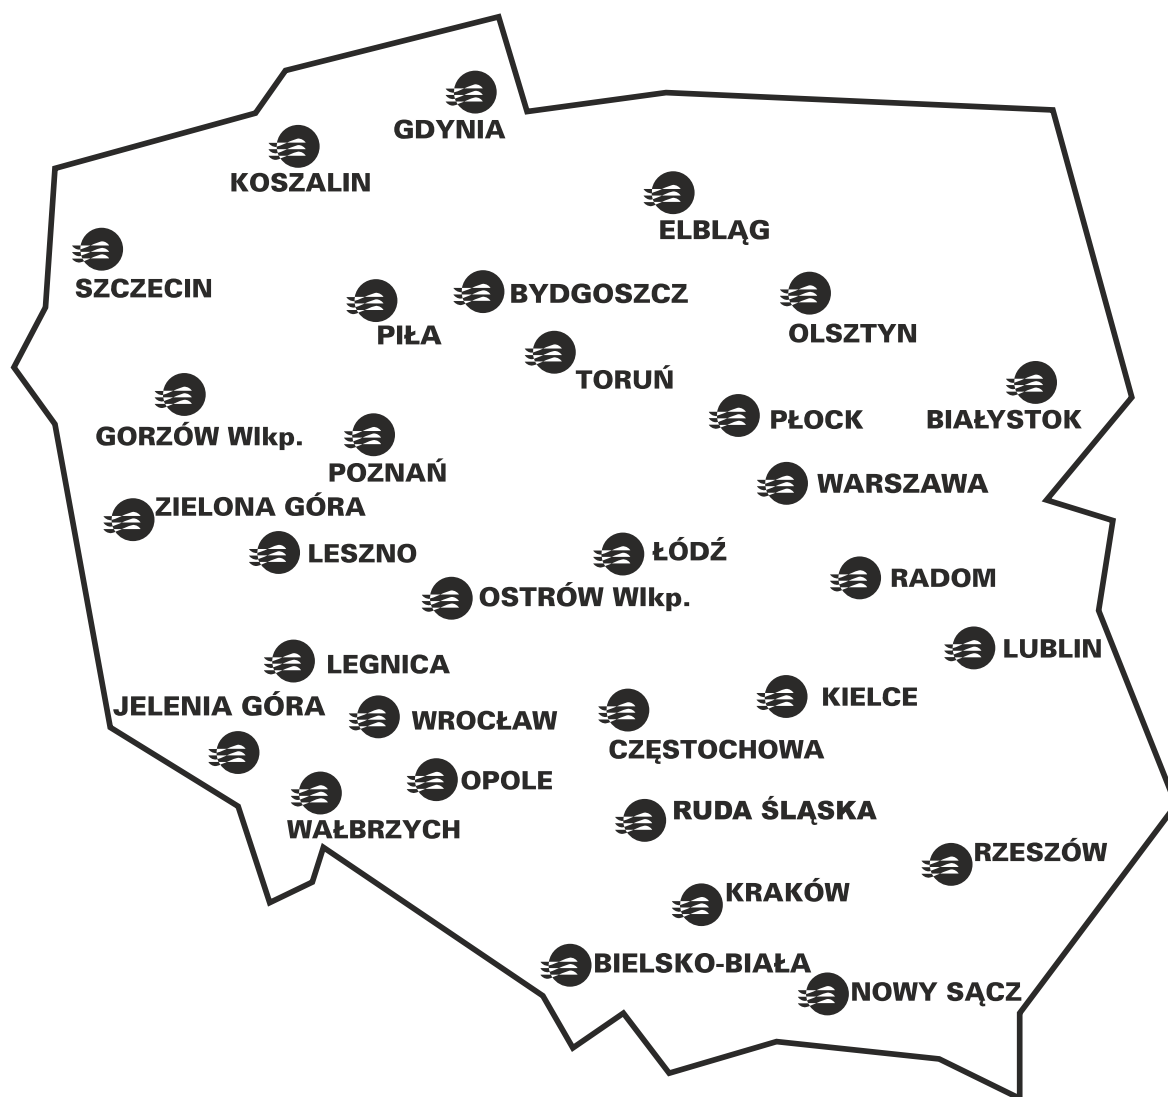 GDYNIA
KOSZALIN
ELBLĄG
SZCZECIN
BYDGOSZCZ
PIŁA
OLSZTYN
TORUŃ
PŁOCK
BIAŁYSTOK
GORZÓW Wlkp.
POZNAŃ
WARSZAWA
ZIELONA GÓRA
LESZNO
ŁÓDŹ
RADOM
OSTRÓW Wlkp.
LUBLIN
LEGNICA
KIELCE
JELENIA GÓRA
WROCŁAW
CZĘSTOCHOWA
OPOLE
RUDA ŚLĄSKA
WAŁBRZYCH
RZESZÓW
KRAKÓW
BIELSKO-BIAŁA
NOWY SĄCZ